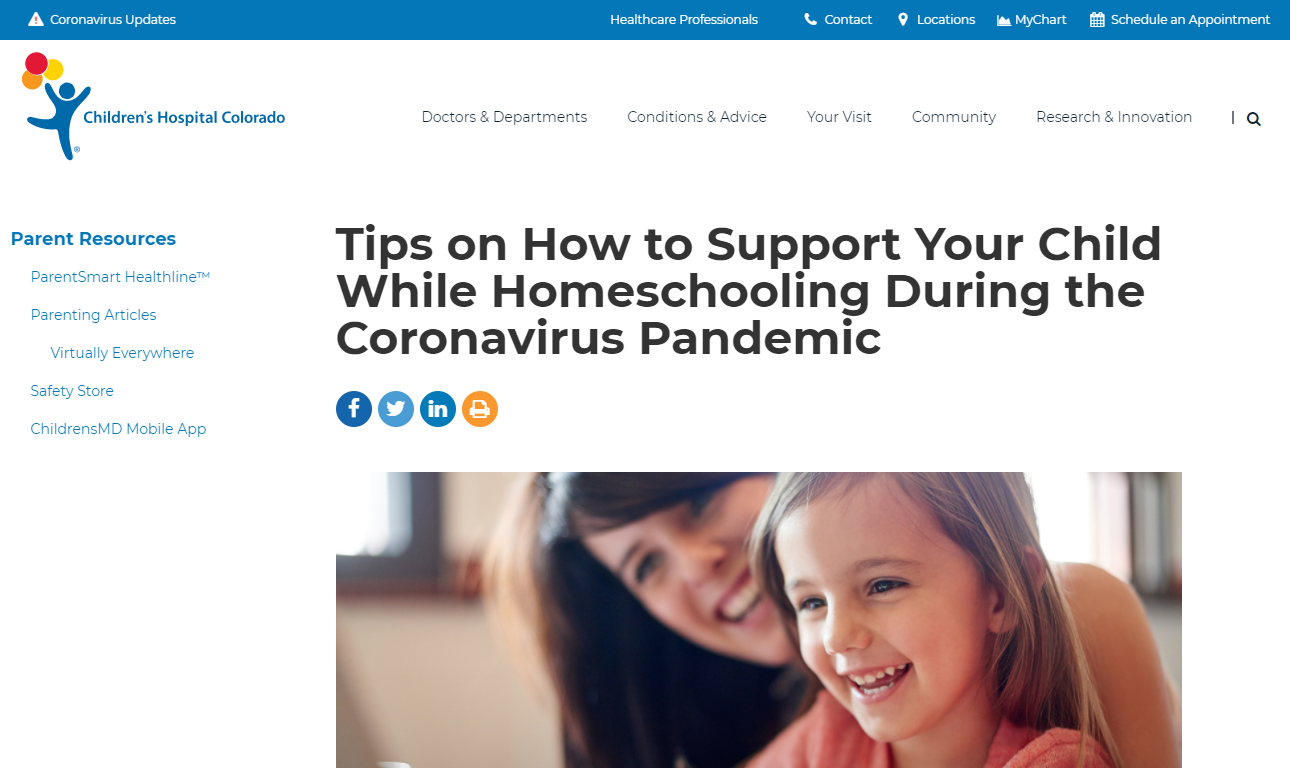 Coronavirus Updates
Healthcare Professionals
Contact
Locations
MyChart
Schedule an Appointment
Children's Hospital Colorado
®
Doctors & Departments
Conditions & Advice
Your Visit
Community
Research & Innovation
|
Parent Resources
ParentSmart Healthline™
Parenting Articles
Virtually Everywhere
Safety Store
ChildrensMD Mobile App
Tips on How to Support Your Child
While Homeschooling During the
Coronavirus Pandemic